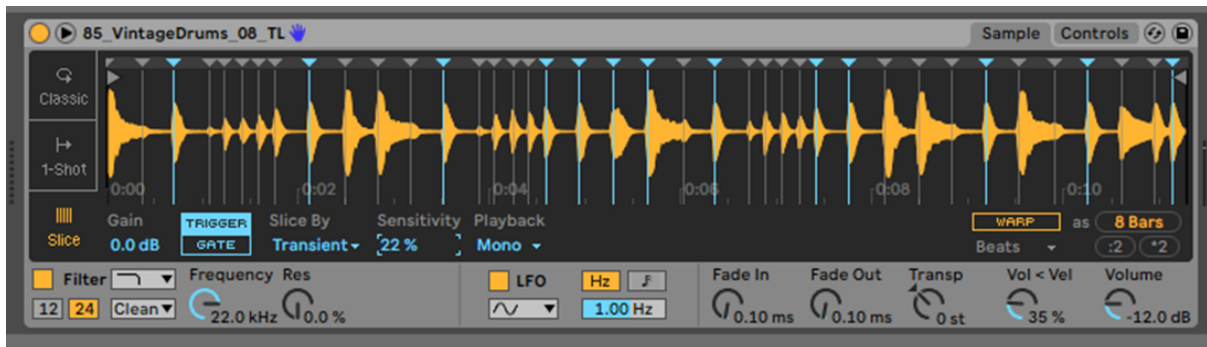 85_VintageDrums_08_TL
Sample Controls
Classic
1-Shot
Slice
0:00 0:02 0:04 0:06 0:08 0:10
Gain TRIGGER Slice By Sensitivity Playback WARP as 8 Bars
0.0 dB GATE Transient 22 % Mono Beats :2 *2
Filter Frequency Res LFO Hz Fade In Fade Out Transp Vol < Vel Volume
12 24 Clean 22.0 kHz 0.0 % 1.00 Hz 0.10 ms 0.10 ms 0 st 35 % -12.0 dB